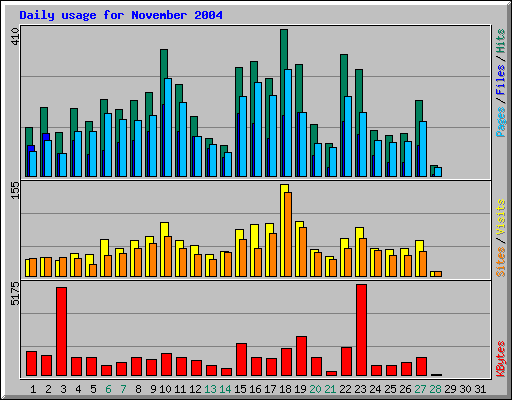 Daily usage for November 2004
410
Pages / Files / Hits
155
Sites / Visits
5175
KBytes
1 2 3 4 5 6 7 8 9 10 11 12 13 14 15 16 17 18 19 20 21 22 23 24 25 26 27 28 29 30 31